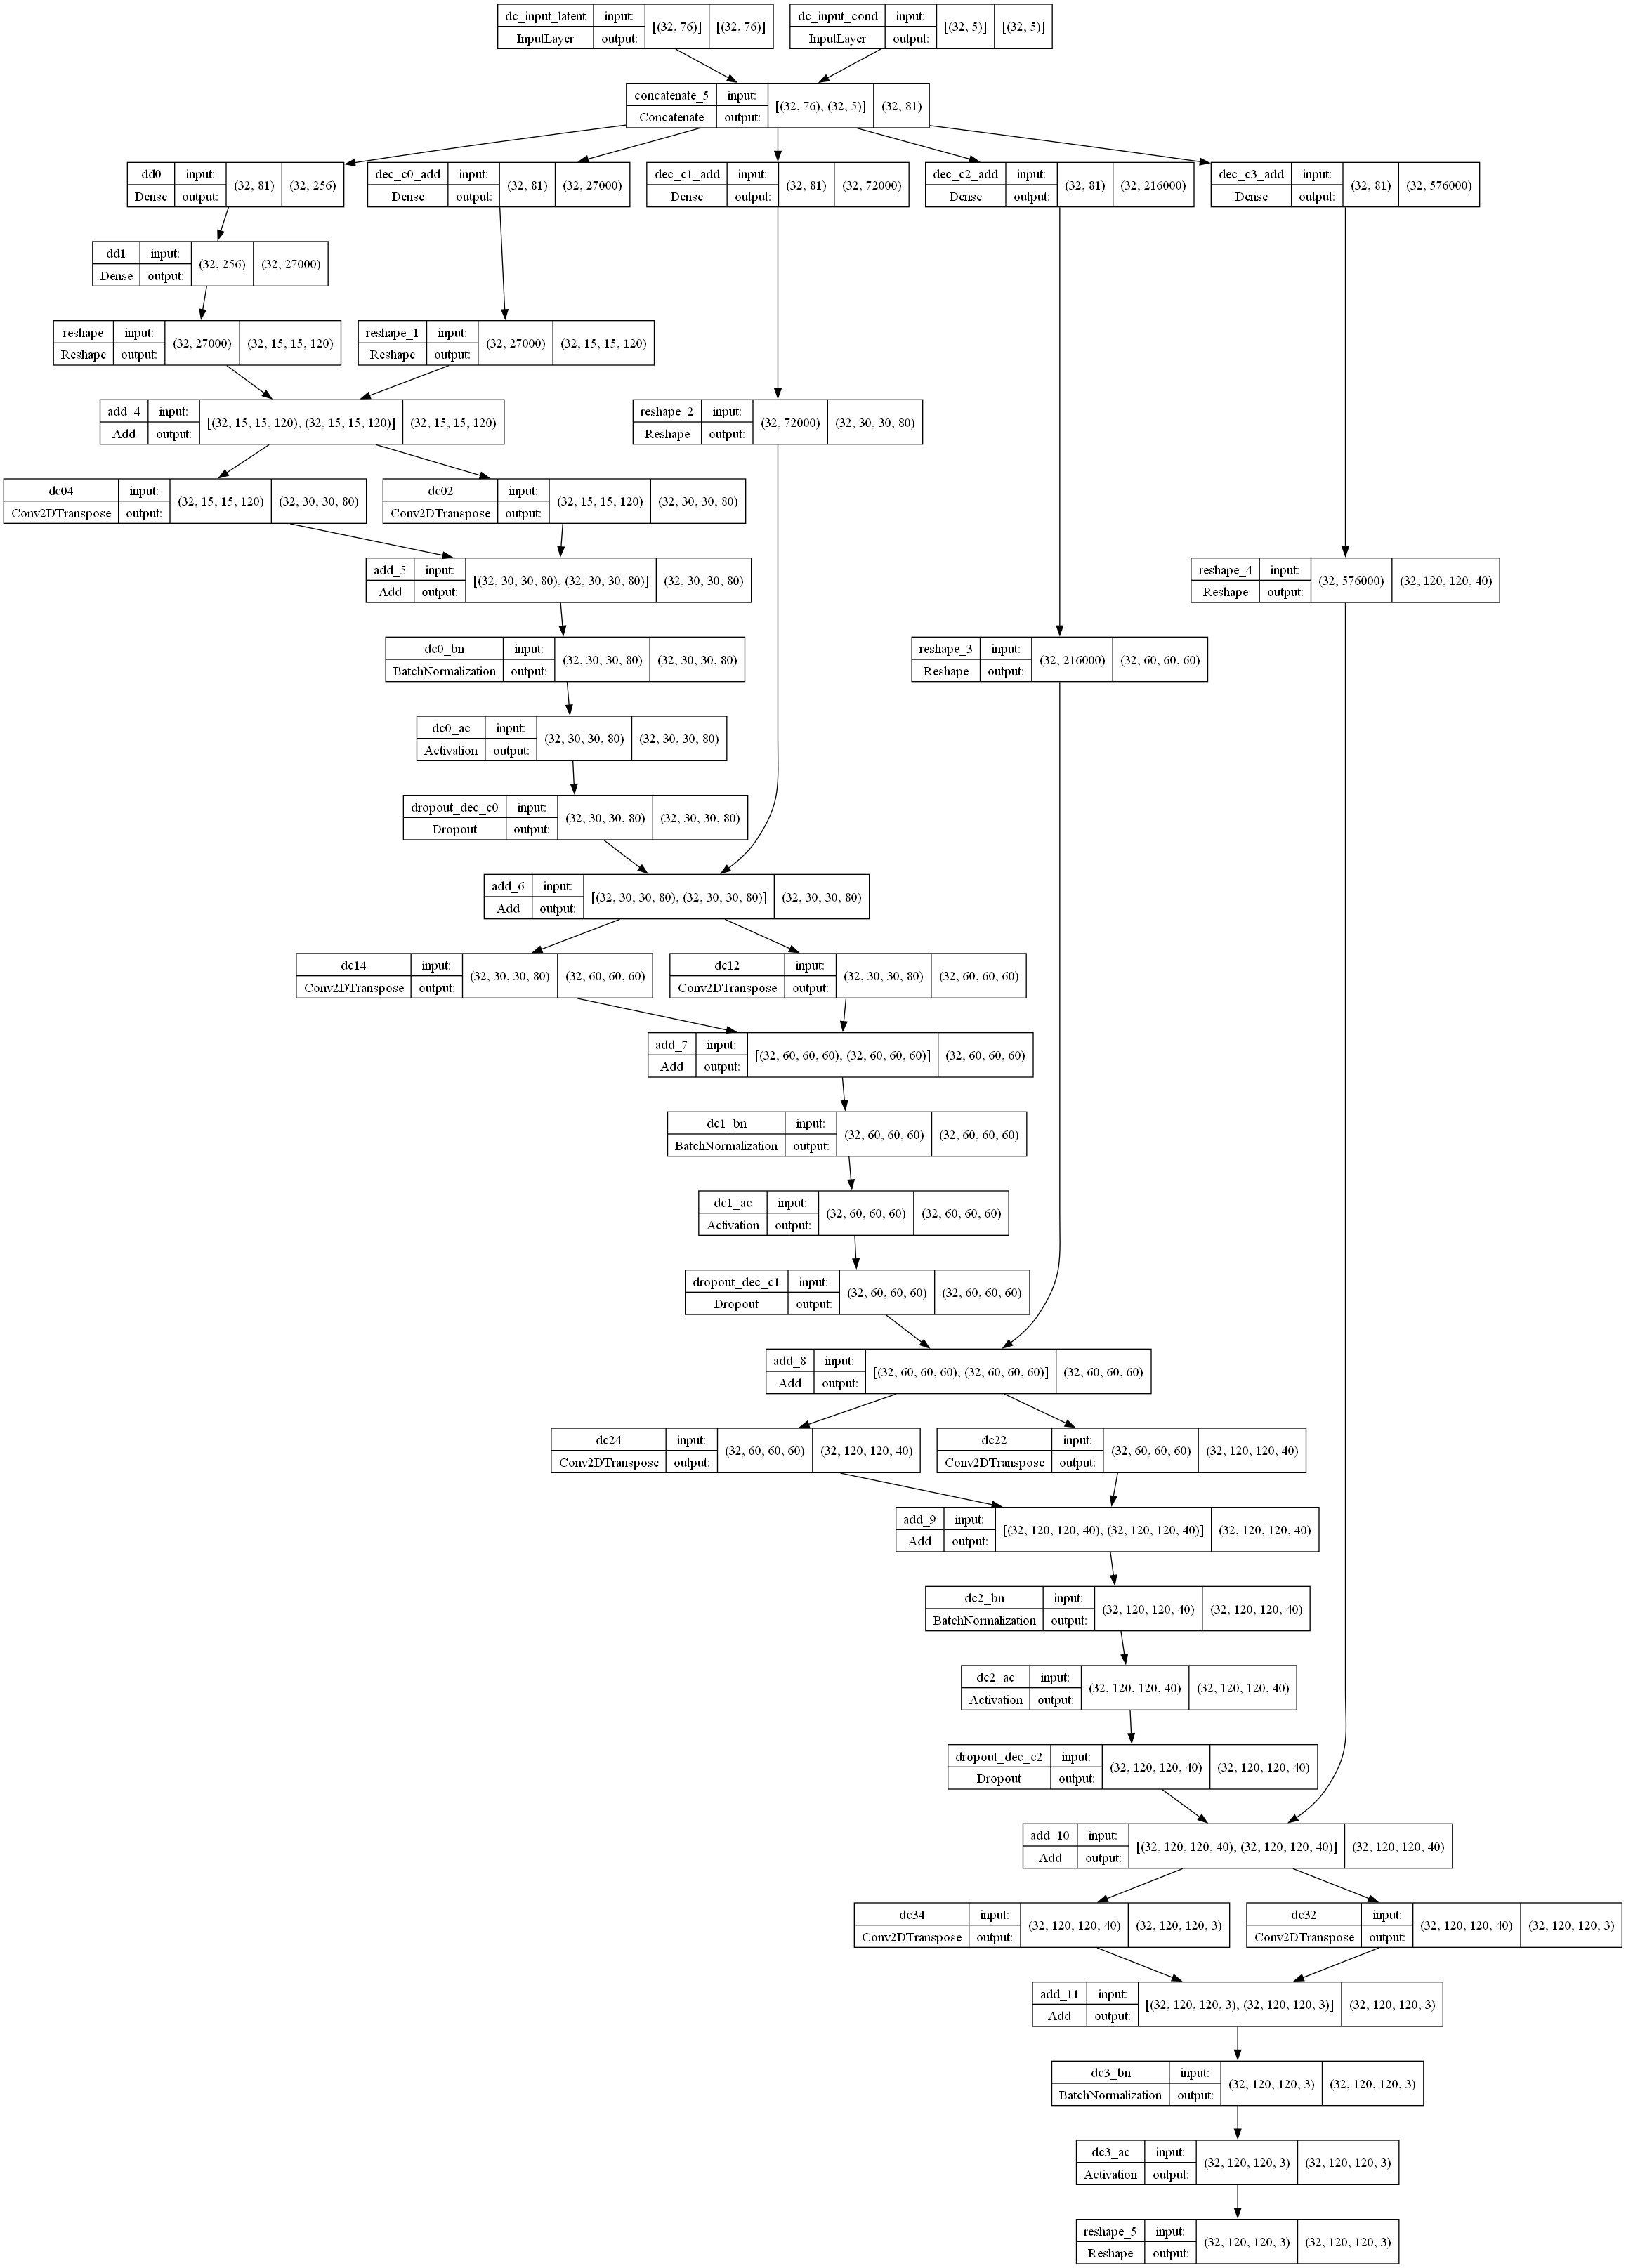 dc_input_latent input: [(32, 76)] [(32, 76)]
InputLayer output:
dc_input_cond input: [(32, 5)] [(32, 5)]
InputLayer output:
concatenate_5 input: [(32, 76), (32, 5)] (32, 81)
Concatenate output:
dd0 input: (32, 81) (32, 256)
Dense output:
dec_c0_add input: (32, 81) (32, 27000)
Dense output:
dec_c1_add input: (32, 81) (32, 72000)
Dense output:
dec_c2_add input: (32, 81) (32, 216000)
Dense output:
dec_c3_add input: (32, 81) (32, 576000)
Dense output:
dd1 input: (32, 256) (32, 27000)
Dense output:
reshape input: (32, 27000) (32, 15, 15, 120)
Reshape output:
reshape_1 input: (32, 27000) (32, 15, 15, 120)
Reshape output:
add_4 input: [(32, 15, 15, 120), (32, 15, 15, 120)] (32, 15, 15, 120)
Add output:
reshape_2 input: (32, 72000) (32, 30, 30, 80)
Reshape output:
dc04 input: (32, 15, 15, 120) (32, 30, 30, 80)
Conv2DTranspose output:
dc02 input: (32, 15, 15, 120) (32, 30, 30, 80)
Conv2DTranspose output:
add_5 input: [(32, 30, 30, 80), (32, 30, 30, 80)] (32, 30, 30, 80)
Add output:
reshape_4 input: (32, 576000) (32, 120, 120, 40)
Reshape output:
dc0_bn input: (32, 30, 30, 80) (32, 30, 30, 80)
BatchNormalization output:
reshape_3 input: (32, 216000) (32, 60, 60, 60)
Reshape output:
dc0_ac input: (32, 30, 30, 80) (32, 30, 30, 80)
Activation output:
dropout_dec_c0 input: (32, 30, 30, 80) (32, 30, 30, 80)
Dropout output:
add_6 input: [(32, 30, 30, 80), (32, 30, 30, 80)] (32, 30, 30, 80)
Add output:
dc14 input: (32, 30, 30, 80) (32, 60, 60, 60)
Conv2DTranspose output:
dc12 input: (32, 30, 30, 80) (32, 60, 60, 60)
Conv2DTranspose output:
add_7 input: [(32, 60, 60, 60), (32, 60, 60, 60)] (32, 60, 60, 60)
Add output:
dc1_bn input: (32, 60, 60, 60) (32, 60, 60, 60)
BatchNormalization output:
dc1_ac input: (32, 60, 60, 60) (32, 60, 60, 60)
Activation output:
dropout_dec_c1 input: (32, 60, 60, 60) (32, 60, 60, 60)
Dropout output:
add_8 input: [(32, 60, 60, 60), (32, 60, 60, 60)] (32, 60, 60, 60)
Add output:
dc24 input: (32, 60, 60, 60) (32, 120, 120, 40)
Conv2DTranspose output:
dc22 input: (32, 60, 60, 60) (32, 120, 120, 40)
Conv2DTranspose output:
add_9 input: [(32, 120, 120, 40), (32, 120, 120, 40)] (32, 120, 120, 40)
Add output:
dc2_bn input: (32, 120, 120, 40) (32, 120, 120, 40)
BatchNormalization output:
dc2_ac input: (32, 120, 120, 40) (32, 120, 120, 40)
Activation output:
dropout_dec_c2 input: (32, 120, 120, 40) (32, 120, 120, 40)
Dropout output:
add_10 input: [(32, 120, 120, 40), (32, 120, 120, 40)] (32, 120, 120, 40)
Add output:
dc34 input: (32, 120, 120, 40) (32, 120, 120, 3)
Conv2DTranspose output:
dc32 input: (32, 120, 120, 40) (32, 120, 120, 3)
Conv2DTranspose output:
add_11 input: [(32, 120, 120, 3), (32, 120, 120, 3)] (32, 120, 120, 3)
Add output:
dc3_bn input: (32, 120, 120, 3) (32, 120, 120, 3)
BatchNormalization output:
dc3_ac input: (32, 120, 120, 3) (32, 120, 120, 3)
Activation output:
reshape_5 input: (32, 120, 120, 3) (32, 120, 120, 3)
Reshape output: